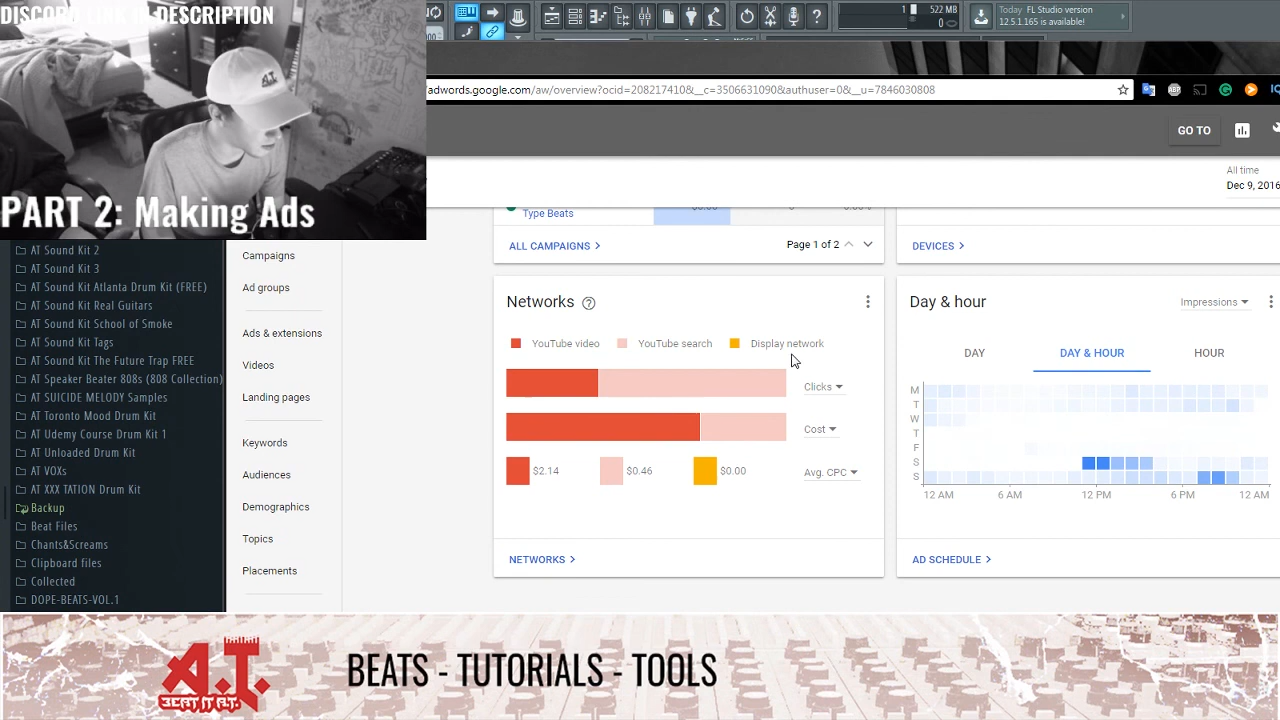 DISCORD LINK IN DESCRIPTION
PART 2: Making Ads
1
522 MB
0
Today FL Studio version
12.5.1.165 is available!
adwords.google.com/aw/overview?ocid=208217410&__c=3506631090&authuser=0&__u=7846030808
GO TO
All time
Dec 9, 2016
Type Beats
ALL CAMPAIGNS
Page 1 of 2
DEVICES
AT Sound Kit 2
AT Sound Kit 3
AT Sound Kit Atlanta Drum Kit (FREE)
AT Sound Kit Real Guitars
AT Sound Kit School of Smoke
AT Sound Kit Tags
AT Sound Kit The Future Trap FREE
AT Speaker Beater 808s (808 Collection)
AT SUICIDE MELODY Samples
AT Toronto Mood Drum Kit
AT Udemy Course Drum Kit 1
AT Unloaded Drum Kit
AT VOXs
AT XXX TATION Drum Kit
Backup
Beat Files
Chants&Screams
Clipboard files
Collected
DOPE-BEATS-VOL.1
Campaigns
Ad groups
Ads & extensions
Videos
Landing pages
Keywords
Audiences
Demographics
Topics
Placements
Networks
YouTube video
YouTube search
Display network
Clicks
Cost
$2.14
$0.46
$0.00
Avg. CPC
NETWORKS
Day & hour
Impressions
DAY
DAY & HOUR
HOUR
M
T
W
T
F
S
S
12 AM
6 AM
12 PM
6 PM
12 AM
AD SCHEDULE
A.T.
BEAT IT AT
BEATS - TUTORIALS - TOOLS